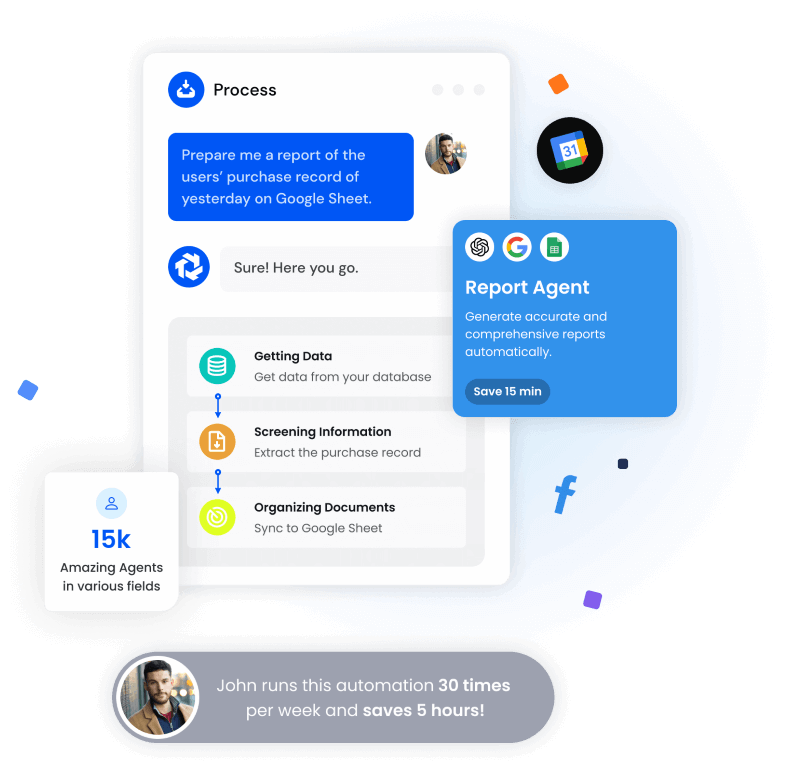 Process
Prepare me a report of the
users’ purchase record of
yesterday on Google Sheet.
31
Sure! Here you go.
Report Agent
Generate accurate and
comprehensive reports
automatically.
Save 15 min
Getting Data
Get data from your database
Screening Information
Extract the purchase record
Organizing Documents
Sync to Google Sheet
15k
Amazing Agents
in various fields
John runs this automation 30 times
per week and saves 5 hours!